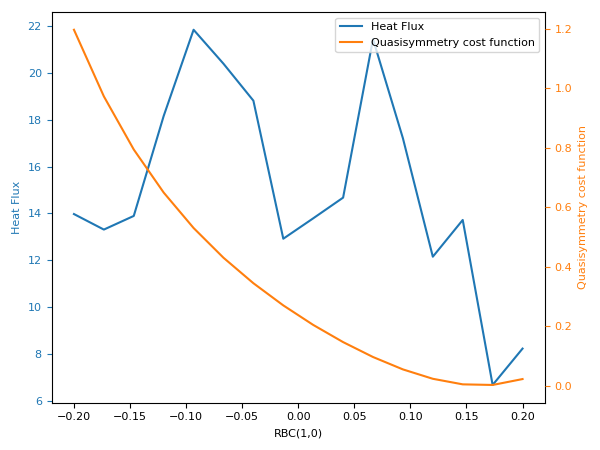 Heat Flux
Quasisymmetry cost function
22
20
18
16
14
12
10
8
6
Heat Flux
1.2
1.0
0.8
0.6
0.4
0.2
0.0
Quasisymmetry cost function
−0.20 −0.15 −0.10 −0.05 0.00 0.05 0.10 0.15 0.20
RBC(1,0)